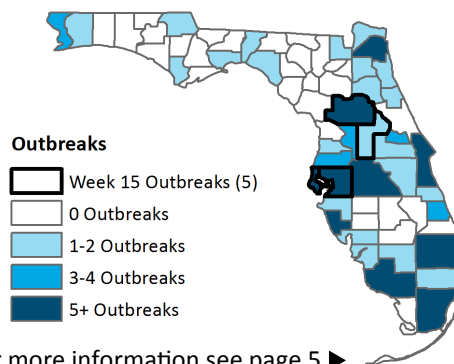 Outbreaks
Week 15 Outbreaks (5)
0 Outbreaks
1-2 Outbreaks
3-4 Outbreaks
5+ Outbreaks
more information see page 5 ►